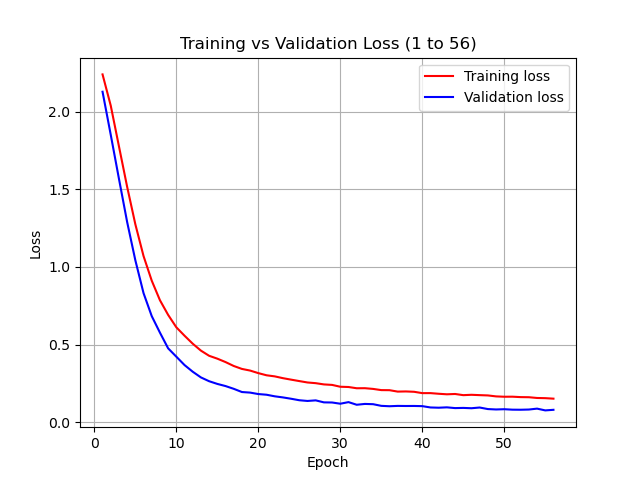 Training vs Validation Loss (1 to 56)
Training loss
Validation loss
2.0
1.5
1.0
0.5
0.0
Loss
0 10 20 30 40 50
Epoch